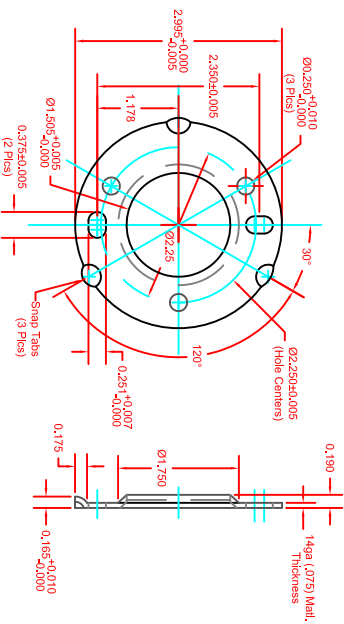 2.995+0.000
-0.005
2.350±0.005
1.178
Ø0.250+0.010
-0.000
(3 Plcs)
Ø1.505+0.005
-0.000
0.375±0.005
(2 Plcs)
Ø2.25
30°
120°
Snap Tabs
(3 Plcs)
0.251+0.007
-0.000
Ø2.250±0.005
(Hole Centers)
0.175
Ø1.750
0.190
0.165+0.010
-0.000
14ga (.075) Matl.
Thickness